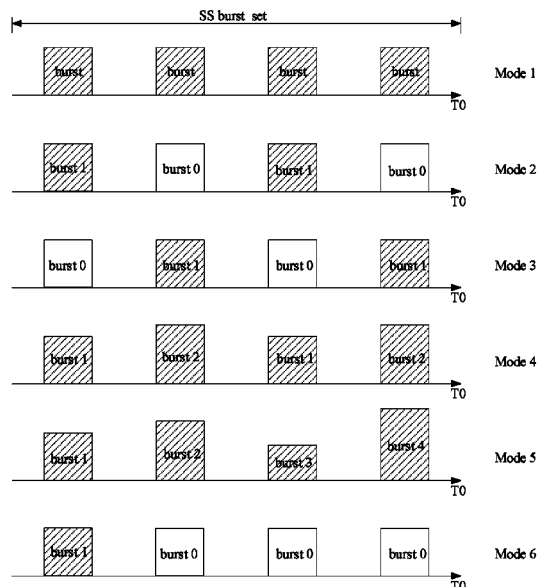 SS burst set
burst burst burst burst Mode 1
T0
burst 1 burst 0 burst 1 burst 0 Mode 2
T0
burst 0 burst 1 burst 0 burst 1 Mode 3
T0
burst 1 burst 2 burst 1 burst 2 Mode 4
T0
burst 1 burst 2 burst 3 burst 4 Mode 5
T0
burst 1 burst 0 burst 0 burst 0 Mode 6
T0